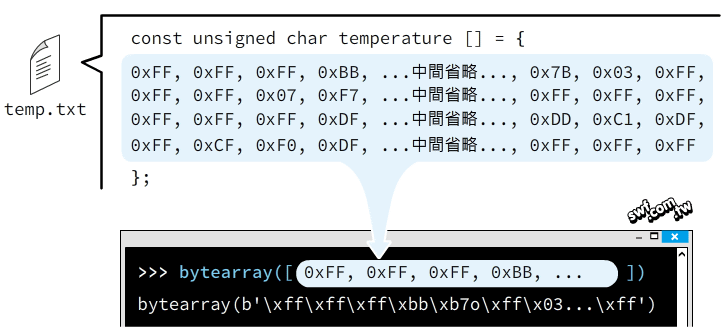 const unsigned char temperature [] = {
0xFF, 0xFF, 0xFF, 0xBB, ...中間省略..., 0x7B, 0x03, 0xFF,
0xFF, 0xFF, 0x07, 0xF7, ...中間省略..., 0xFF, 0xFF, 0xFF,
0xFF, 0xFF, 0xFF, 0xDF, ...中間省略..., 0xDD, 0xC1, 0xDF,
0xFF, 0xCF, 0xF0, 0xDF, ...中間省略..., 0xFF, 0xFF, 0xFF
};
temp.txt
swf.com.tw
>>> bytearray([ 0xFF, 0xFF, 0xFF, 0xBB, ... ])
bytearray(b'\xff\xff\xff\xbb\xb7o\xff\x03...\xff')